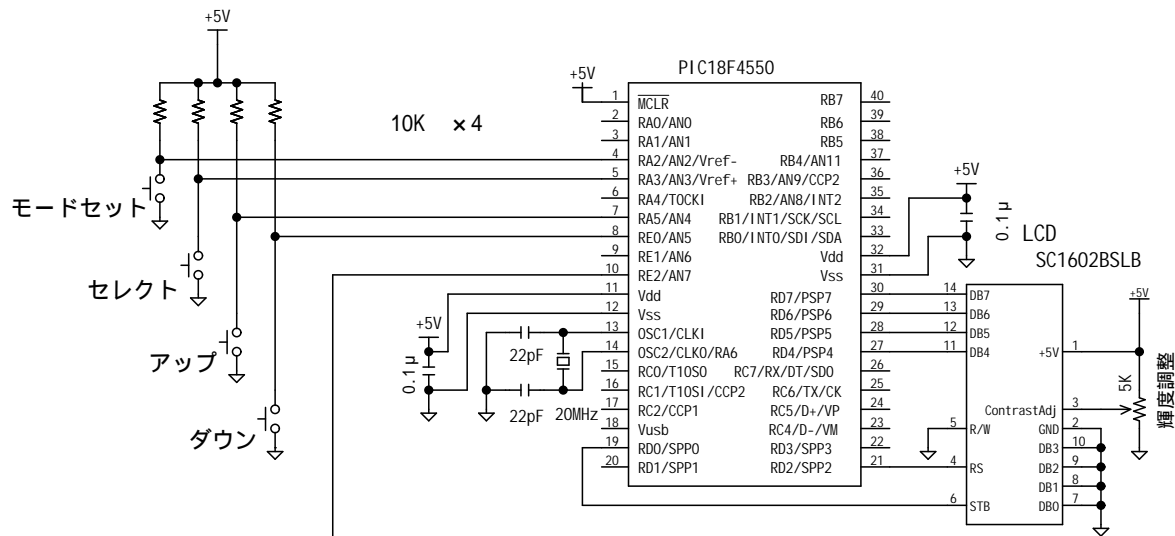 +5V
10K ×4
モードセット
セレクト
アップ
ダウン
+5V
PIC18F4550
1 MCLR
2 RA0/AN0
3 RA1/AN1
4 RA2/AN2/Vref-
5 RA3/AN3/Vref+
6 RA4/TOCKI
7 RA5/AN4
8 RE0/AN5
9 RE1/AN6
10 RE2/AN7
11 Vdd
12 Vss
13 OSC1/CLKI
14 OSC2/CLKO/RA6
15 RC0/T1OSO
16 RC1/T1OSI/CCP2
17 RC2/CCP1
18 Vusb
19 RD0/SPP0
20 RD1/SPP1
RB7 40
RB6 39
RB5 38
RB4/AN11 37
RB3/AN9/CCP2 36
RB2/AN8/INT2 35
RB1/INT1/SCK/SCL 34
RB0/INT0/SDI/SDA 33
Vdd 32
Vss 31
RD7/PSP7 30
RD6/PSP6 29
RD5/PSP5 28
RD4/PSP4 27
RC7/RX/DT/SDO 26
RC6/TX/CK 25
RC5/D+/VP 24
RC4/D-/VM 23
RD3/SPP3 22
RD2/SPP2 21
+5V
0.1μ
22pF
22pF
20MHz
+5V
0.1μ
LCD
SC1602BSLB
14 DB7
13 DB6
12 DB5
11 DB4
5 R/W
4 RS
6 STB
+5V 1
ContrastAdj 3
GND 2
DB3 10
DB2 9
DB1 8
DB0 7
+5V
5K
輝度調整